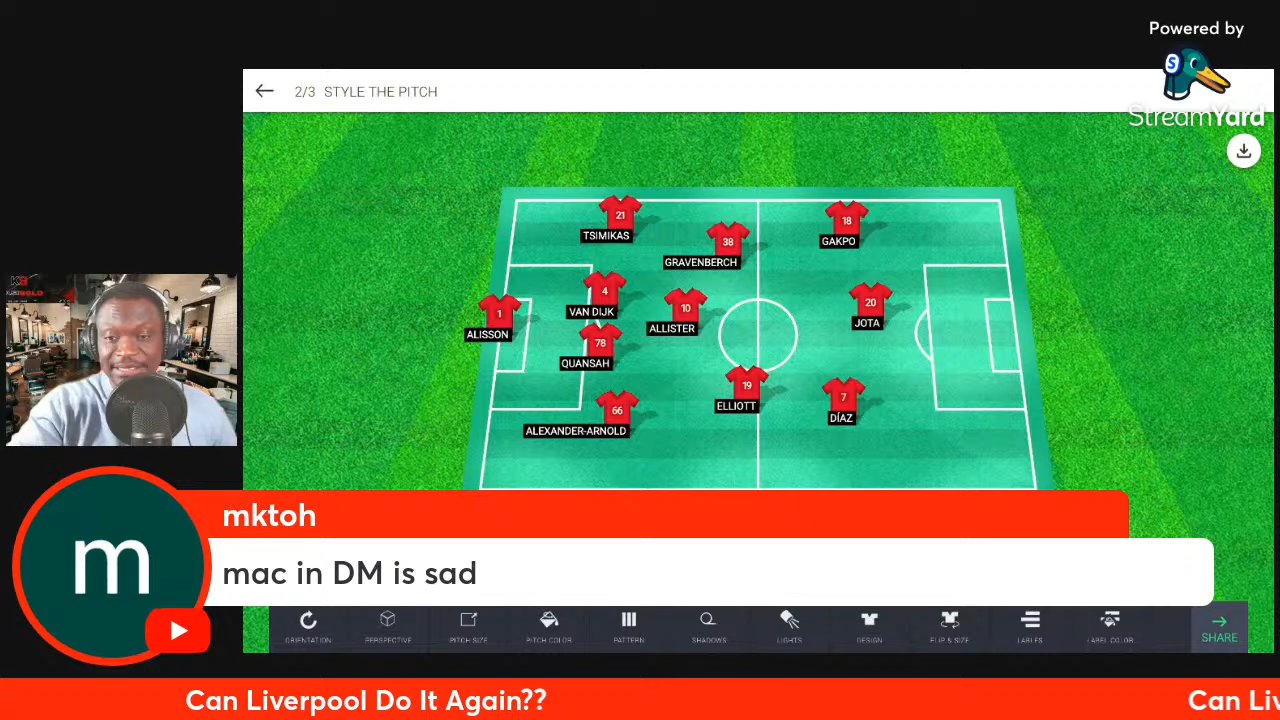 Powered by
StreamYard
2/3 STYLE THE PITCH
21
TSIMIKAS
18
GAKPO
38
GRAVENBERCH
4
VAN DIJK
10
ALLISTER
20
JOTA
1
ALISSON
78
QUANSAH
19
ELLIOTT
7
DÍAZ
66
ALEXANDER-ARNOLD
m
mktoh
mac in DM is sad
ORIENTATION
PERSPECTIVE
PITCH SIZE
PITCH COLOR
PATTERN
SHADOWS
LIGHTS
DESIGN
FLIP & SIZE
LABLES
LABEL COLOR
SHARE
Can Liverpool Do It Again??
Can Liv